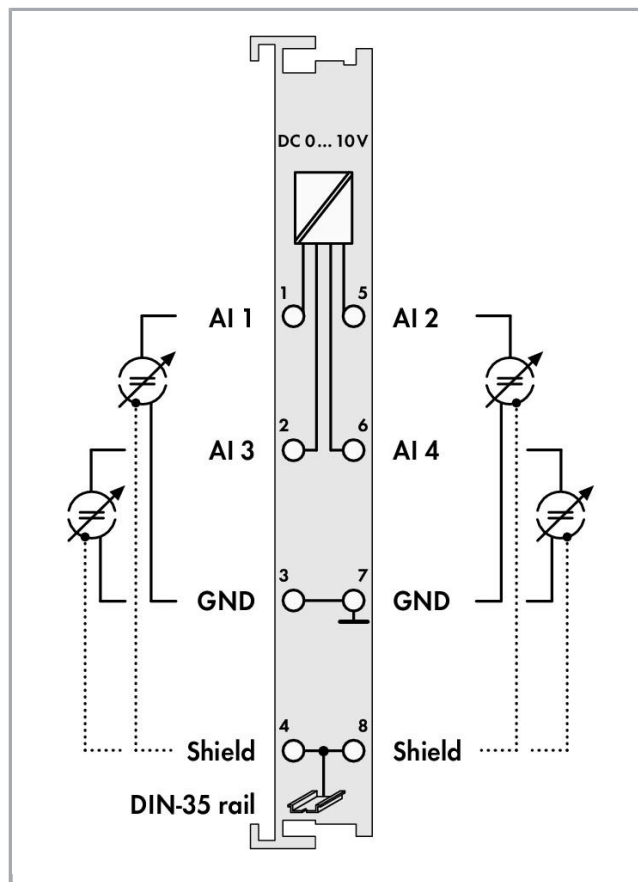 DC 0... 10 V
1 5
AI 1 AI 2
2 6
AI 3 AI 4
3 7
GND GND
4 8
Shield Shield
DIN-35 rail